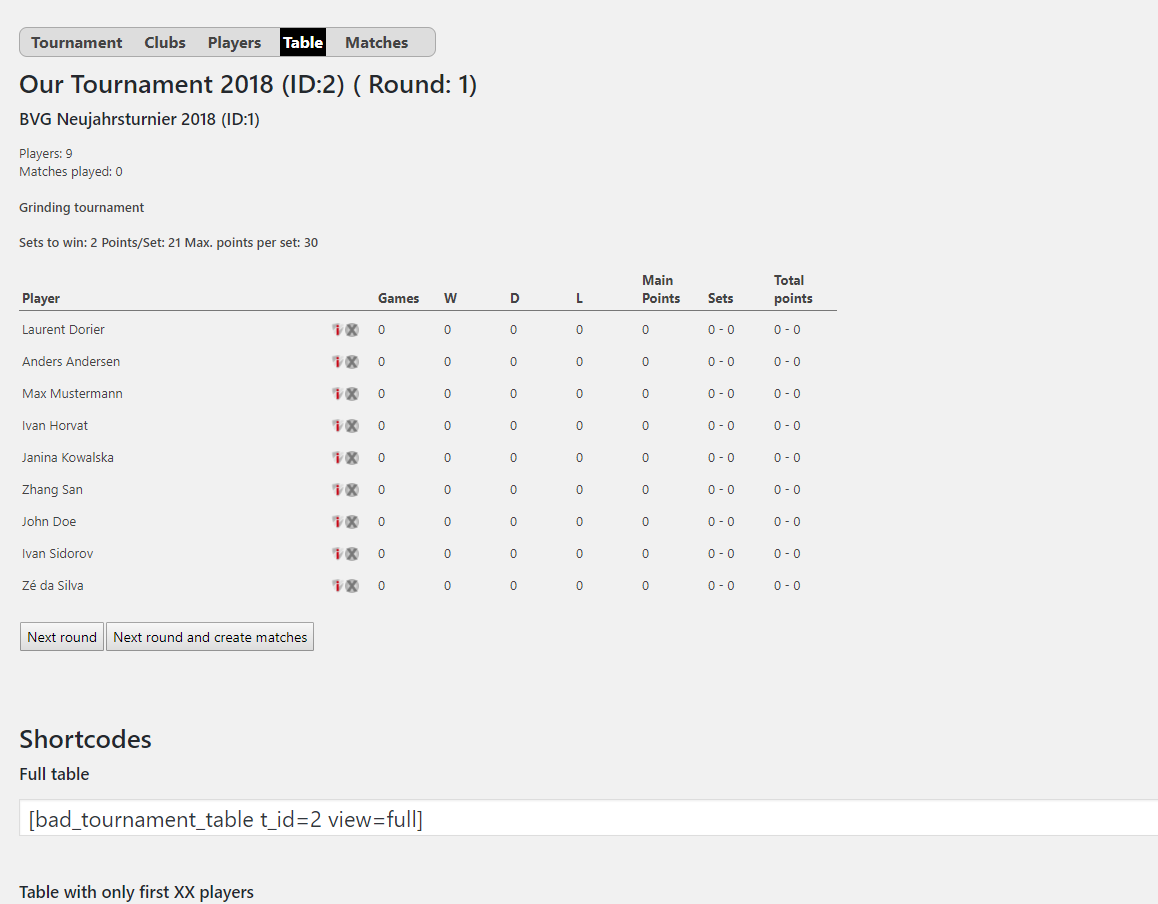 Tournament Clubs Players Table Matches
Our Tournament 2018 (ID:2) ( Round: 1)
BVG Neujahrsturnier 2018 (ID:1)
Players: 9
Matches played: 0
Grinding tournament
Sets to win: 2 Points/Set: 21 Max. points per set: 30
Player Games W D L Main Points Sets Total points
Laurent Dorier 0 0 0 0 0 0 - 0 0 - 0
Anders Andersen 0 0 0 0 0 0 - 0 0 - 0
Max Mustermann 0 0 0 0 0 0 - 0 0 - 0
Ivan Horvat 0 0 0 0 0 0 - 0 0 - 0
Janina Kowalska 0 0 0 0 0 0 - 0 0 - 0
Zhang San 0 0 0 0 0 0 - 0 0 - 0
John Doe 0 0 0 0 0 0 - 0 0 - 0
Ivan Sidorov 0 0 0 0 0 0 - 0 0 - 0
Zé da Silva 0 0 0 0 0 0 - 0 0 - 0
Next round Next round and create matches
Shortcodes
Full table
[bad_tournament_table t_id=2 view=full]
Table with only first XX players